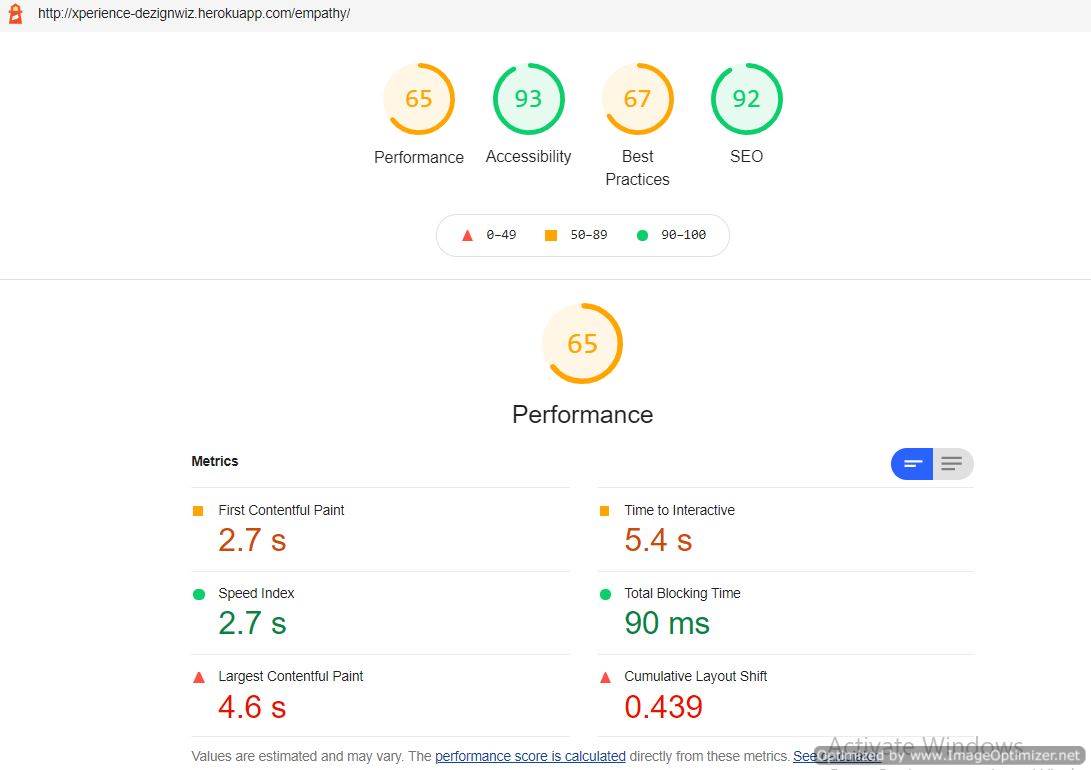 http://xperience-dezignwiz.herokuapp.com/empathy/
65 93 67 92
Performance Accessibility Best Practices SEO
0–49 50–89 90–100
65
Performance
Metrics
First Contentful Paint
2.7 s
Time to Interactive
5.4 s
Speed Index
2.7 s
Total Blocking Time
90 ms
Largest Contentful Paint
4.6 s
Cumulative Layout Shift
0.439
Values are estimated and may vary. The performance score is calculated directly from these metrics. See
Activate Windows
Optimized by www.ImageOptimizer.net